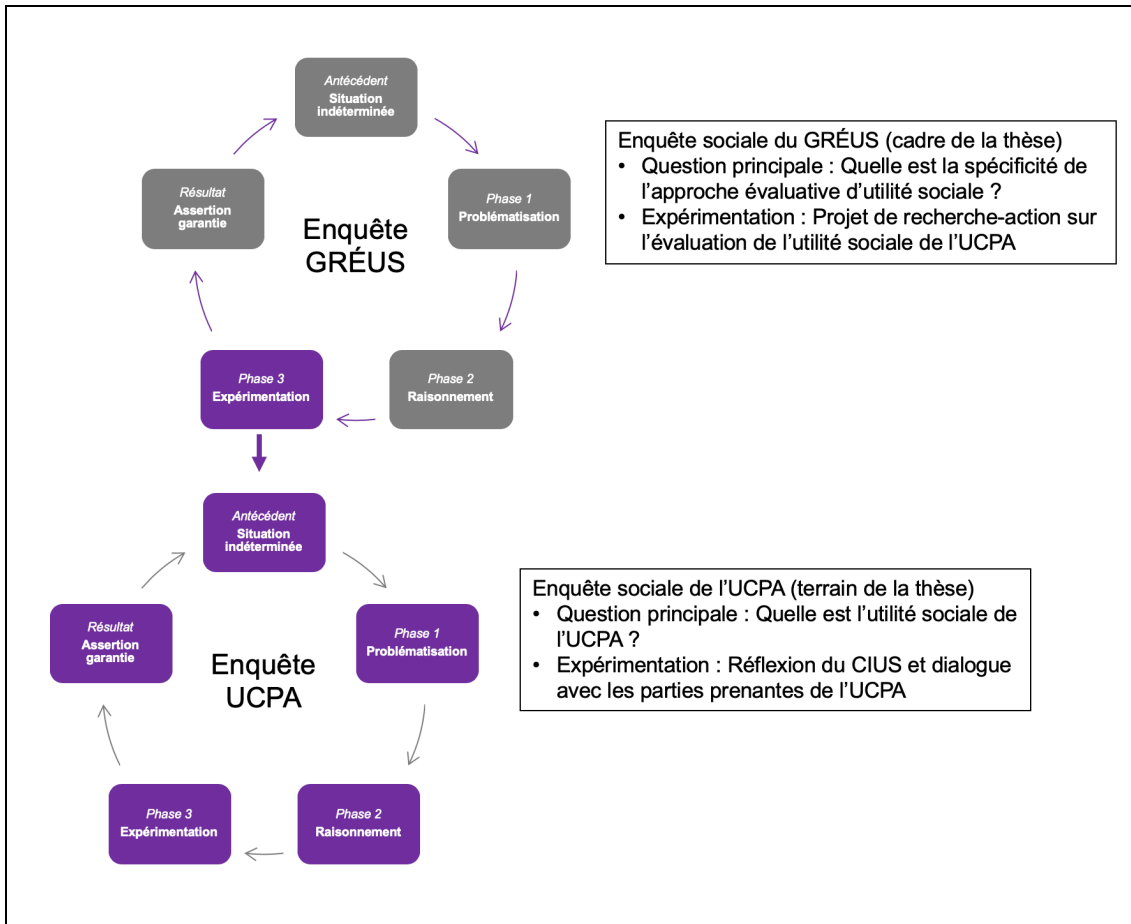 Antécédent
Situation
indéterminée
Résultat
Assertion
garantie
Phase 1
Problématisation
Enquête
GRÉUS
Phase 3
Expérimentation
Phase 2
Raisonnement
Enquête sociale du GRÉUS (cadre de la thèse)
• Question principale : Quelle est la spécificité de
l’approche évaluative d’utilité sociale ?
• Expérimentation : Projet de recherche-action sur
l’évaluation de l’utilité sociale de l’UCPA
Antécédent
Situation
indéterminée
Résultat
Assertion
garantie
Phase 1
Problématisation
Enquête
UCPA
Phase 3
Expérimentation
Phase 2
Raisonnement
Enquête sociale de l’UCPA (terrain de la thèse)
• Question principale : Quelle est l’utilité sociale de
l’UCPA ?
• Expérimentation : Réflexion du CIUS et dialogue
avec les parties prenantes de l’UCPA